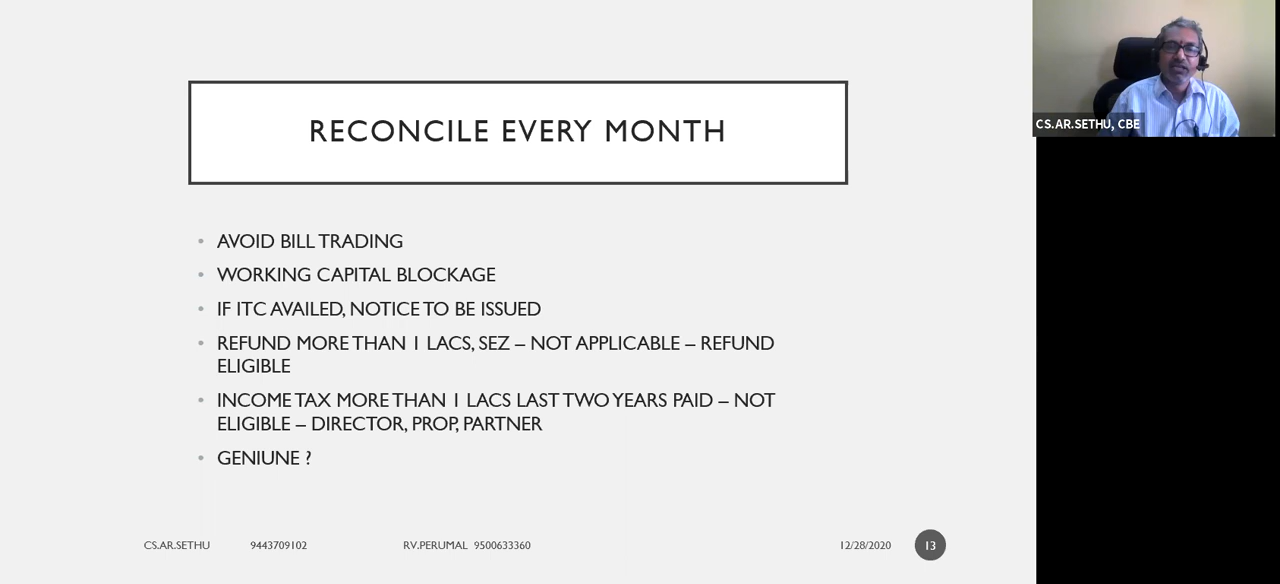 RECONCILE EVERY MONTH
• AVOID BILL TRADING
• WORKING CAPITAL BLOCKAGE
• IF ITC AVAILED, NOTICE TO BE ISSUED
• REFUND MORE THAN 1 LACS, SEZ – NOT APPLICABLE – REFUND
ELIGIBLE
• INCOME TAX MORE THAN 1 LACS LAST TWO YEARS PAID – NOT
ELIGIBLE – DIRECTOR, PROP, PARTNER
• GENIUNE ?
CS.AR.SETHU 9443709102 RV.PERUMAL 9500633360 12/28/2020 13
CS.AR.SETHU, CBE